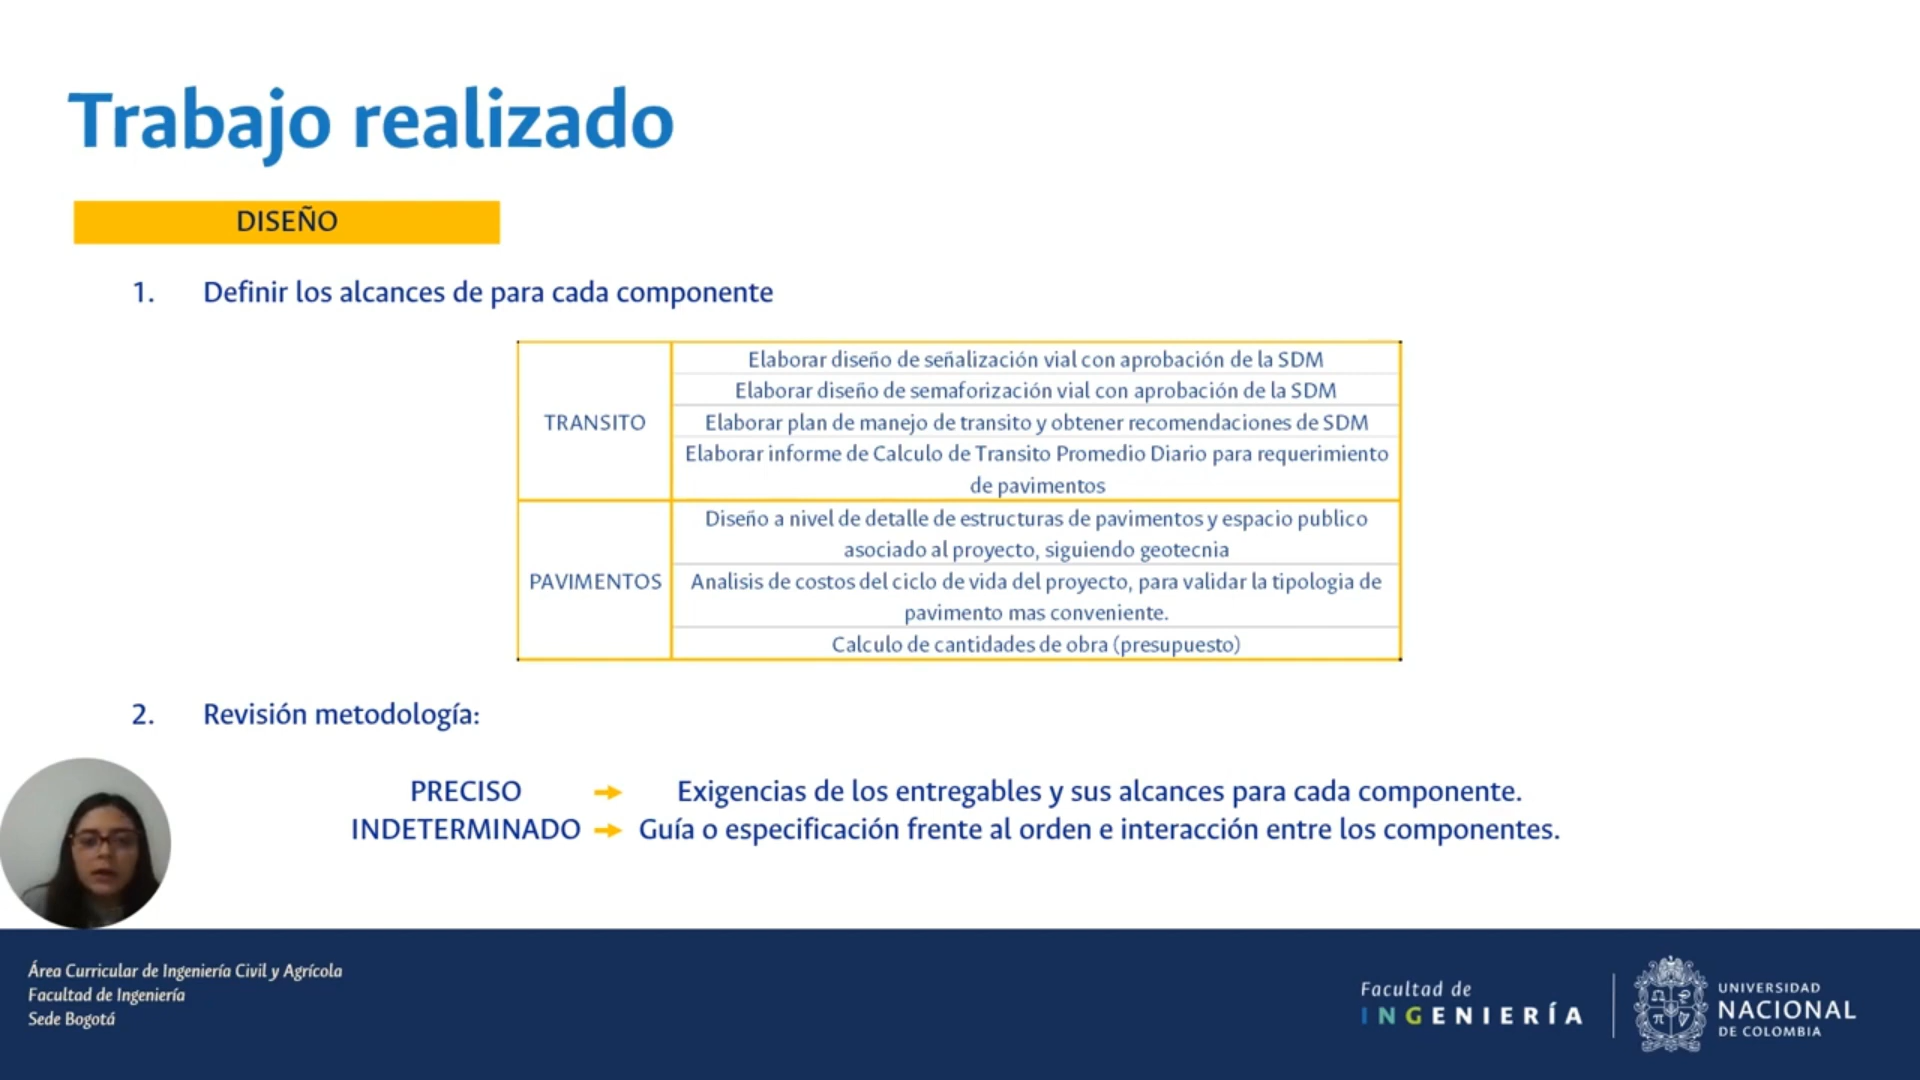 Trabajo realizado
DISEÑO
1. Definir los alcances de para cada componente
Elaborar diseño de señalización vial con aprobación de la SDM
Elaborar diseño de semaforización vial con aprobación de la SDM
TRANSITO
Elaborar plan de manejo de transito y obtener recomendaciones de SDM
Elaborar informe de Calculo de Transito Promedio Diario para requerimiento
de pavimentos
Diseño a nivel de detalle de estructuras de pavimentos y espacio publico
asociado al proyecto, siguiendo geotecnia
PAVIMENTOS
Analisis de costos del ciclo de vida del proyecto, para validar la tipologia de
pavimento mas conveniente.
Calculo de cantidades de obra (presupuesto)
2. Revisión metodología:
PRECISO → Exigencias de los entregables y sus alcances para cada componente.
INDETERMINADO → Guía o especificación frente al orden e interacción entre los componentes.
Área Curricular de Ingeniería Civil y Agrícola
Facultad de Ingeniería
Sede Bogotá
Facultad de
INGENIERÍA
UNIVERSIDAD
NACIONAL
DE COLOMBIA